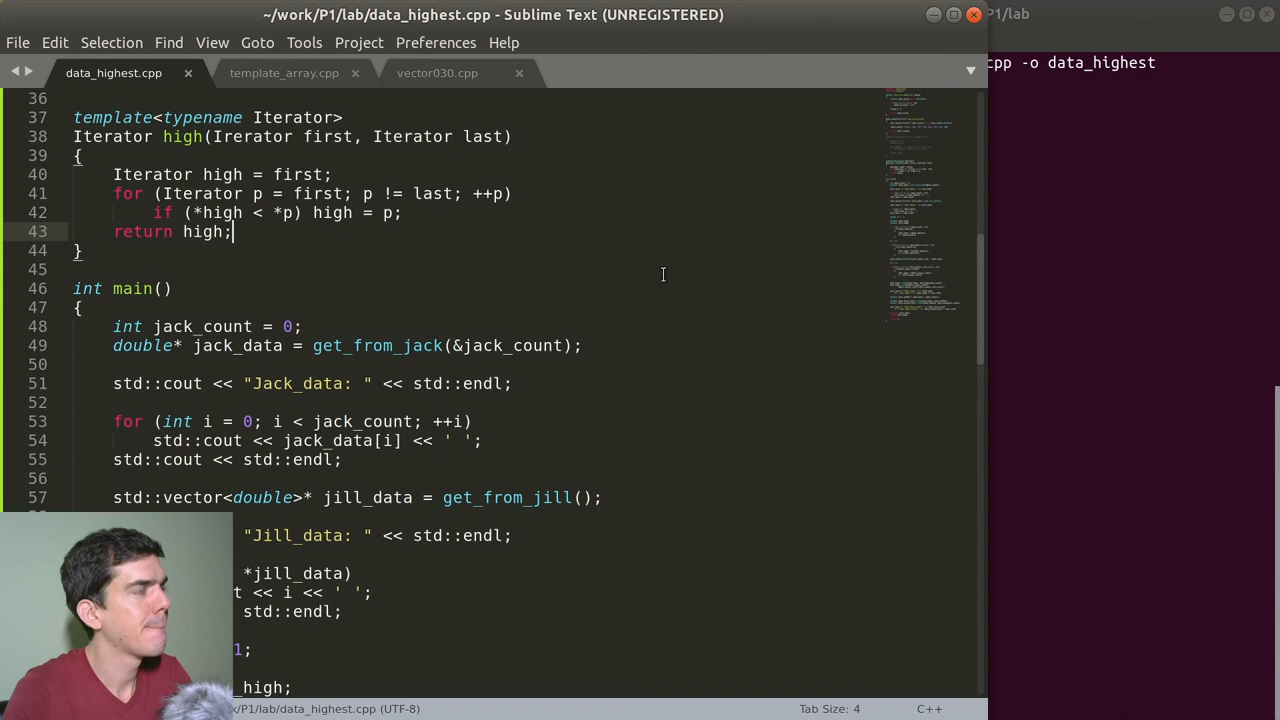 ~/work/P1/lab/data_highest.cpp - Sublime Text (UNREGISTERED)
P1/lab
File Edit Selection Find View Goto Tools Project Preferences Help
data_highest.cpp × template_array.cpp × vector030.cpp ×
cpp -o data_highest
36
37 template<typename Iterator>
38 Iterator high(Iterator first, Iterator last)
39 {
40 Iterator high = first;
41 for (Iterator p = first; p != last; ++p)
42 if (*high < *p) high = p;
43 return high;
44 }
45
46 int main()
47 {
48 int jack_count = 0;
49 double* jack_data = get_from_jack(&jack_count);
50
51 std::cout << "Jack_data: " << std::endl;
52
53 for (int i = 0; i < jack_count; ++i)
54 std::cout << jack_data[i] << ' ';
55 std::cout << std::endl;
56
57 std::vector<double>* jill_data = get_from_jill();
"Jill_data: " << std::endl;
*jill_data)
t << i << ' ';
std::endl;
1;
_high;
k/P1/lab/data_highest.cpp (UTF-8) Tab Size: 4 C++